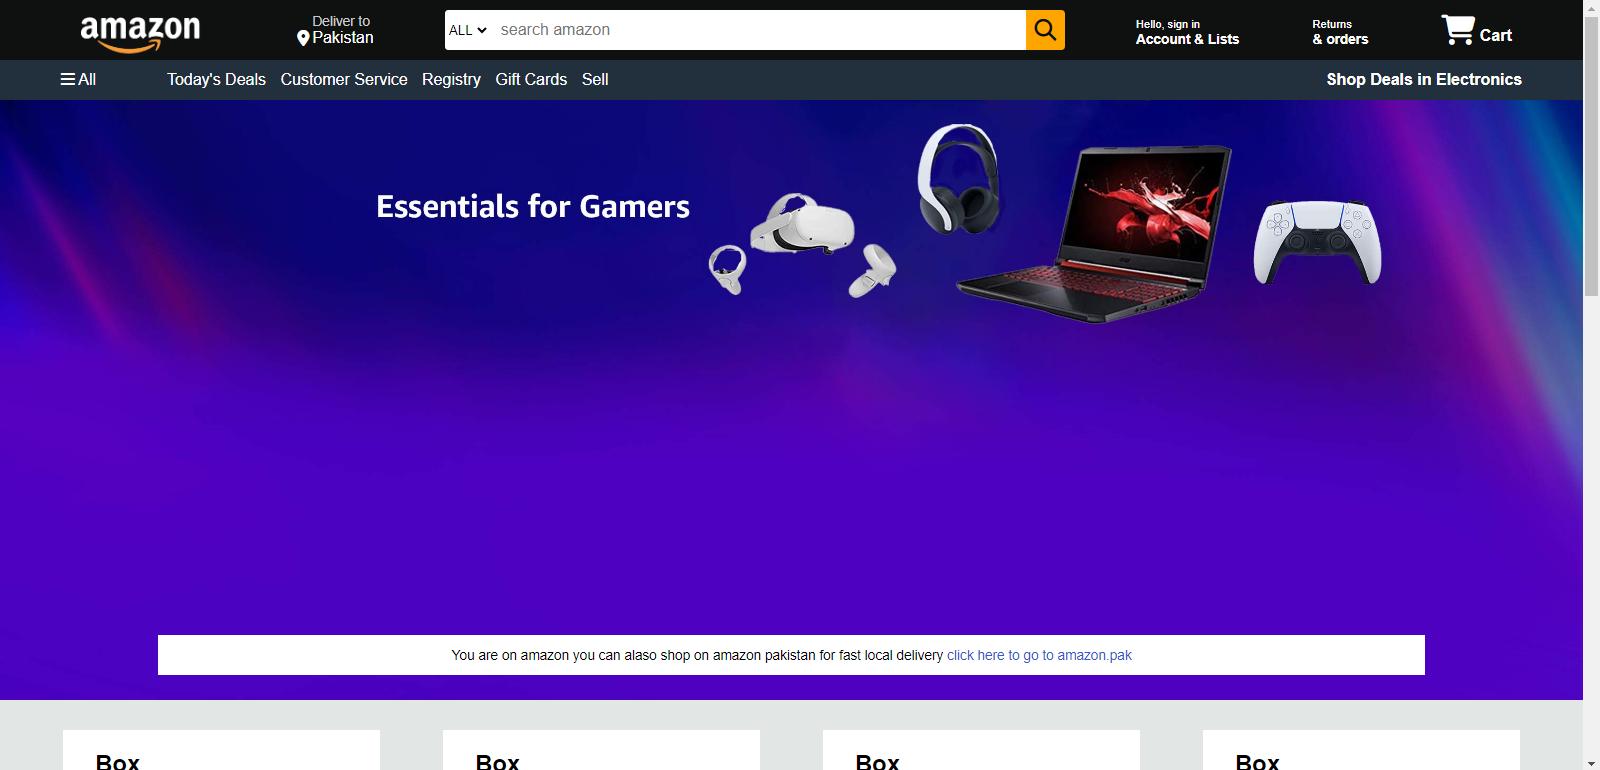 amazon
Deliver to
Pakistan
ALL
search amazon
Hello, sign in
Account & Lists
Returns
& orders
Cart
All
Today's Deals
Customer Service
Registry
Gift Cards
Sell
Shop Deals in Electronics
Essentials for Gamers
You are on amazon you can alaso shop on amazon pakistan for fast local delivery click here to go to amazon.pak
Box
Box
Box
Box